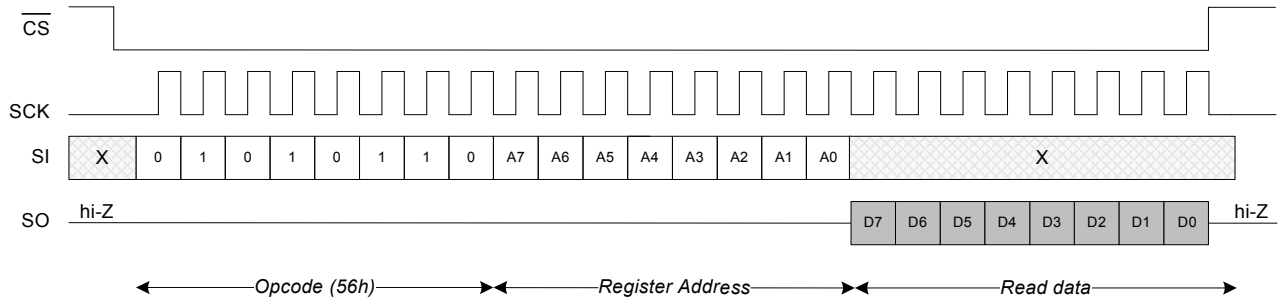 CS
SCK
SI X 0 1 0 1 0 1 1 0 A7 A6 A5 A4 A3 A2 A1 A0 X
SO hi-Z D7 D6 D5 D4 D3 D2 D1 D0 hi-Z
Opcode (56h) Register Address Read data